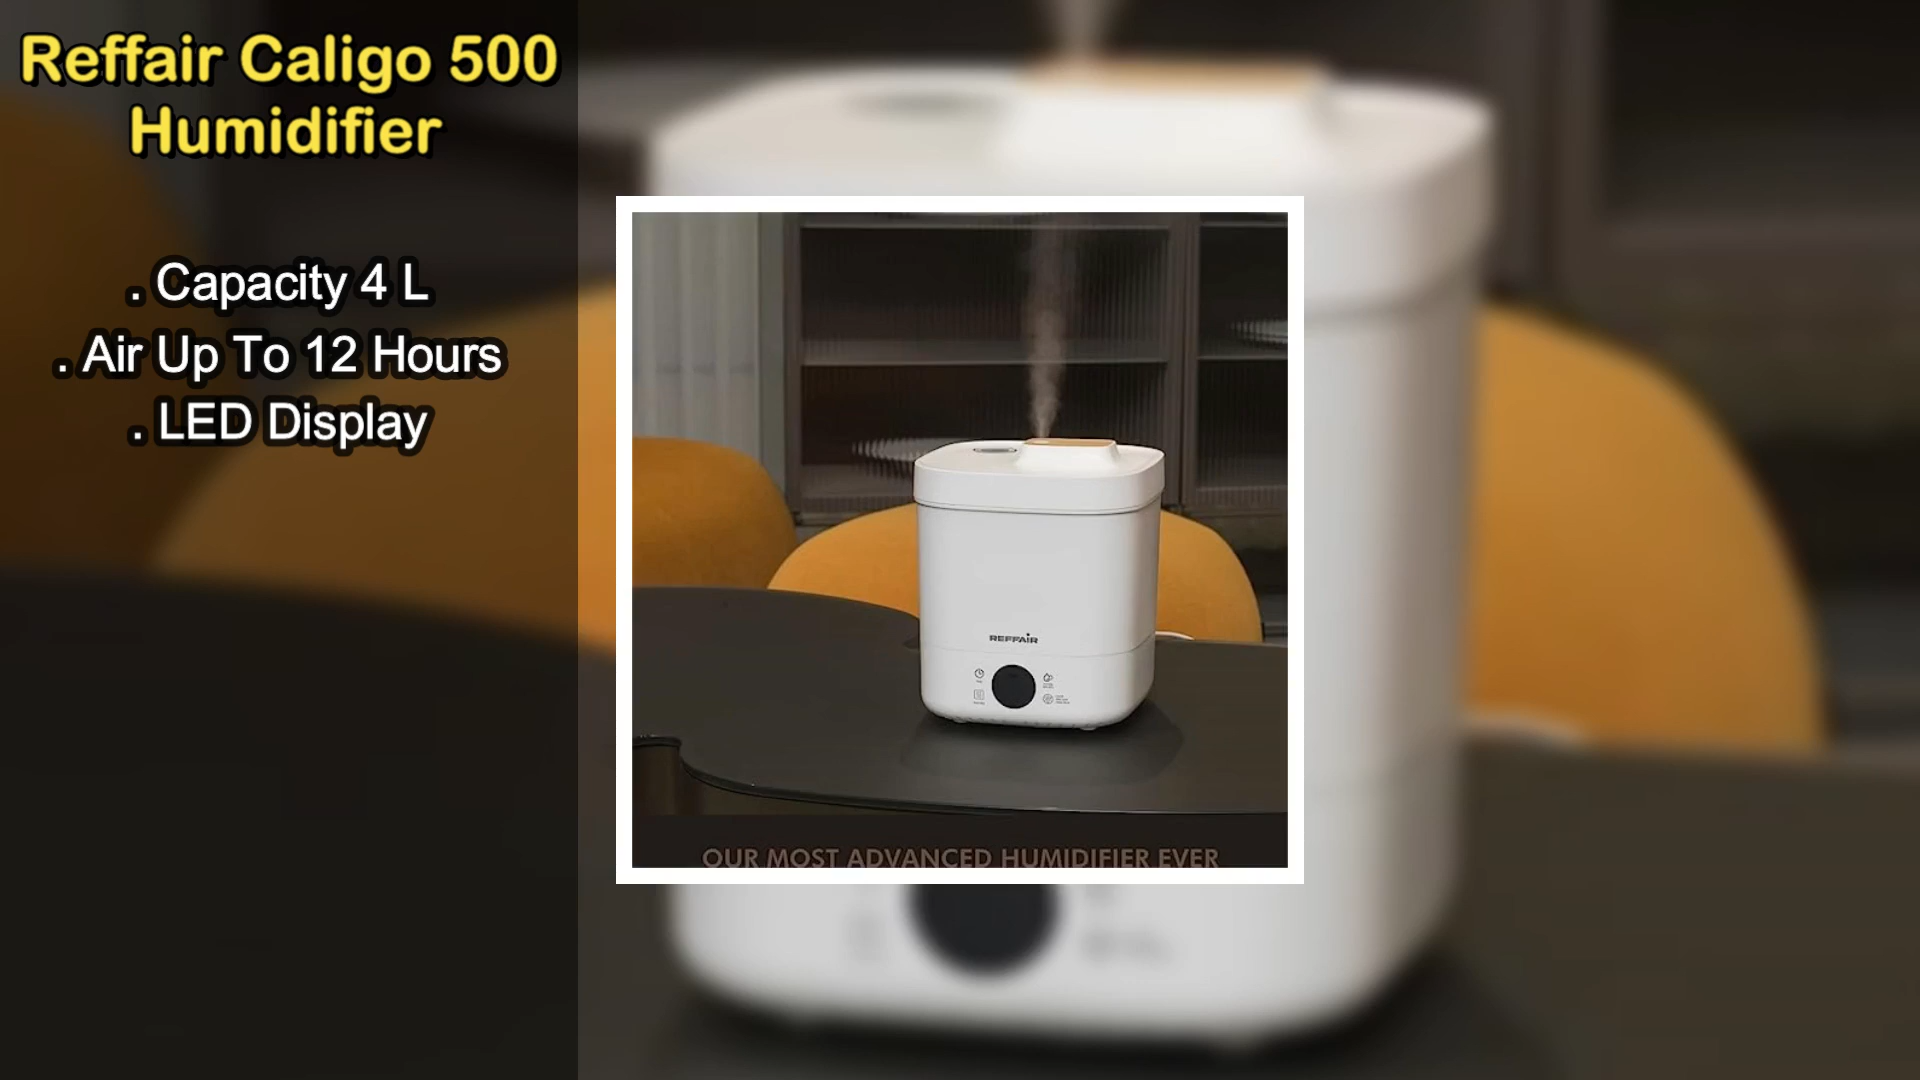 Reffair Caligo 500
Humidifier
. Capacity 4 L
. Air Up To 12 Hours
. LED Display
REFFAIR
OUR MOST ADVANCED HUMIDIFIER EVER